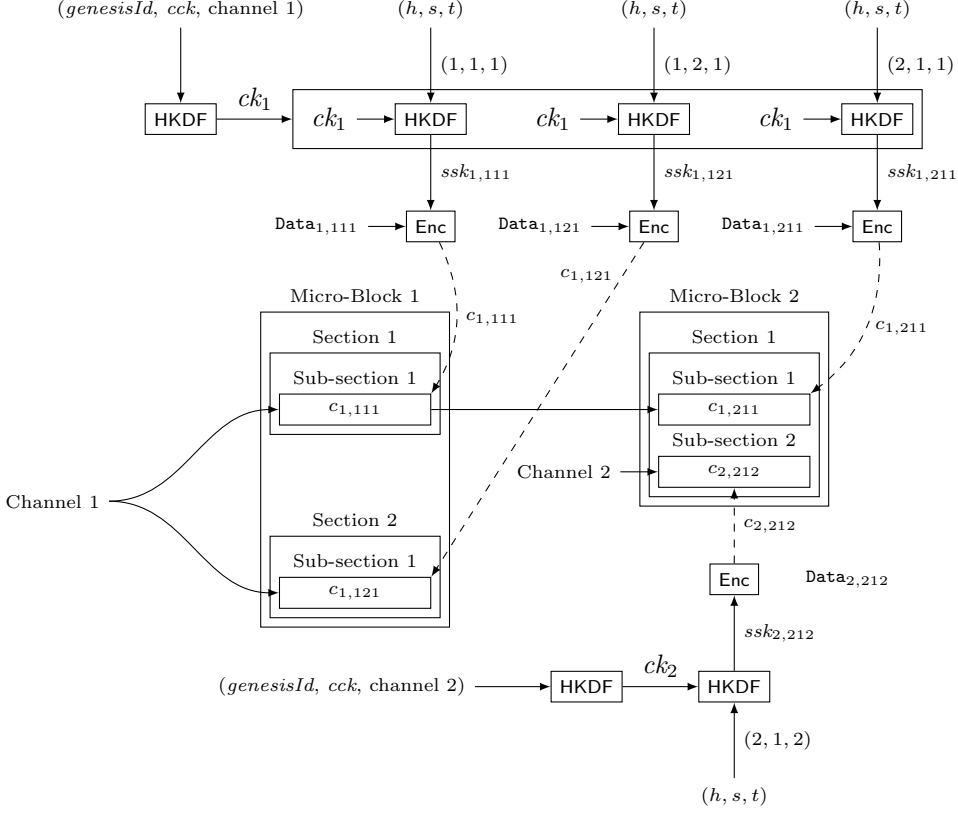 (genesisId, cck, channel 1) (h, s, t) (h, s, t) (h, s, t)
(1, 1, 1) (1, 2, 1) (2, 1, 1)
HKDF ck₁ ck₁ HKDF ck₁ HKDF ck₁ HKDF
ssk₁,₁₁₁ ssk₁,₁₂₁ ssk₁,₂₁₁
Data₁,₁₁₁ Enc Data₁,₁₂₁ Enc Data₁,₂₁₁ Enc
c₁,₁₂₁
Micro-Block 1 Micro-Block 2
c₁,₁₁₁ c₁,₂₁₁
Section 1 Section 1
Sub-section 1 Sub-section 1
c₁,₁₁₁ c₁,₂₁₁
Sub-section 2
Channel 2 c₂,₂₁₂
Channel 1
Section 2 c₂,₂₁₂
Sub-section 1
c₁,₁₂₁ Enc Data₂,₂₁₂
ssk₂,₂₁₂
(genesisId, cck, channel 2) HKDF ck₂ HKDF
(2, 1, 2)
(h, s, t)